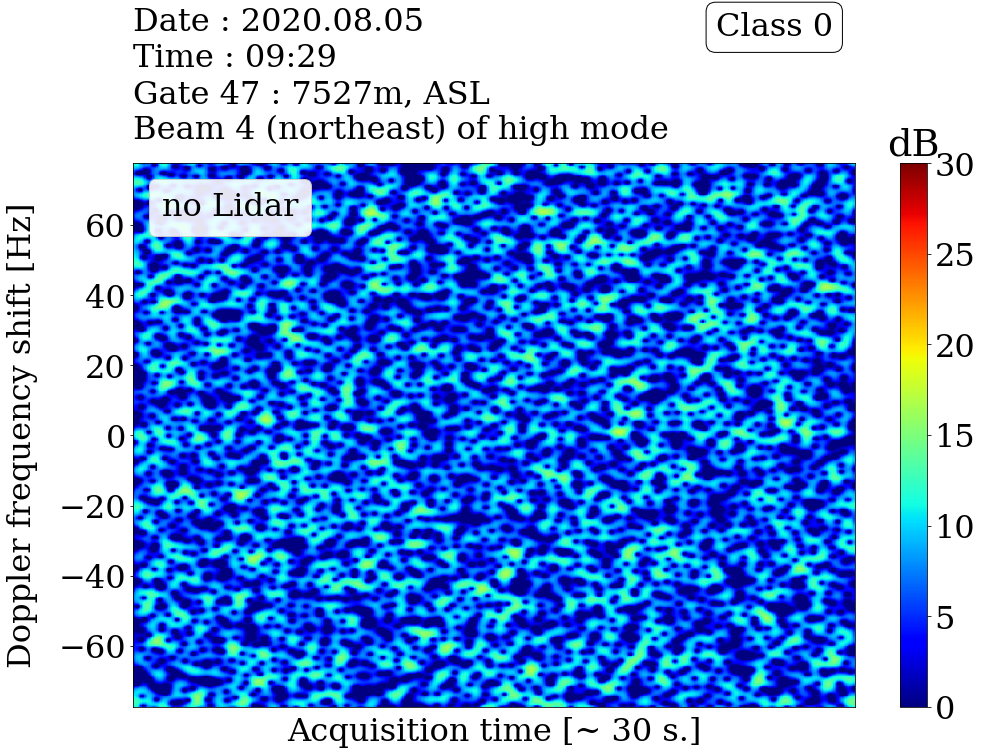 Date : 2020.08.05
Time : 09:29
Gate 47 : 7527m, ASL
Beam 4 (northeast) of high mode
Class 0
no Lidar
dB
30
25
20
15
10
5
0
Doppler frequency shift [Hz]
60
40
20
0
−20
−40
−60
Acquisition time [~ 30 s.]